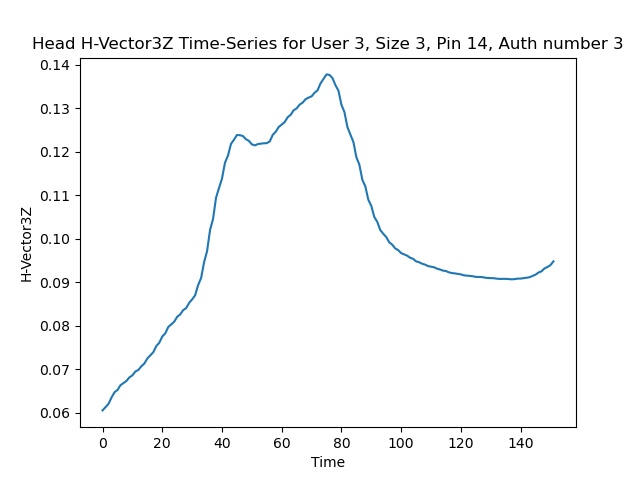 Head H-Vector3Z Time-Series for User 3, Size 3, Pin 14, Auth number 3
0.14
0.13
0.12
0.11
0.10
0.09
0.08
0.07
0.06
H-Vector3Z
0 20 40 60 80 100 120 140
Time